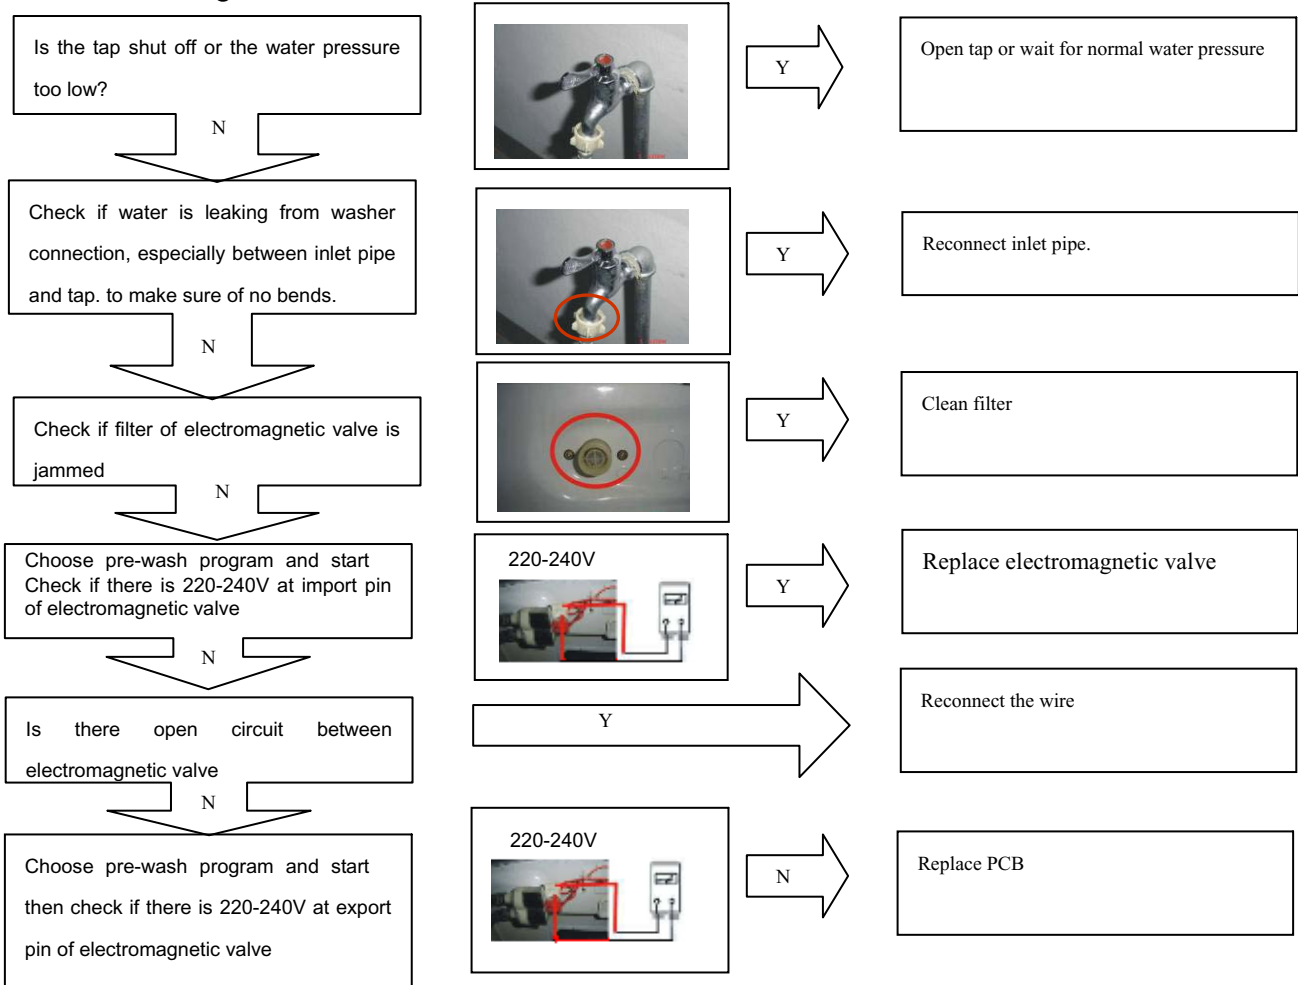 Is the tap shut off or the water pressure
too low?
N
Y
Open tap or wait for normal water pressure
Check if water is leaking from washer
connection, especially between inlet pipe
and tap. to make sure of no bends.
N
Y
Reconnect inlet pipe.
Check if filter of electromagnetic valve is
jammed
N
Y
Clean filter
Choose pre-wash program and start
Check if there is 220-240V at import pin
of electromagnetic valve
N
220-240V
Y
Replace electromagnetic valve
Is there open circuit between
electromagnetic valve
N
Y
Reconnect the wire
Choose pre-wash program and start
then check if there is 220-240V at export
pin of electromagnetic valve
220-240V
N
Replace PCB